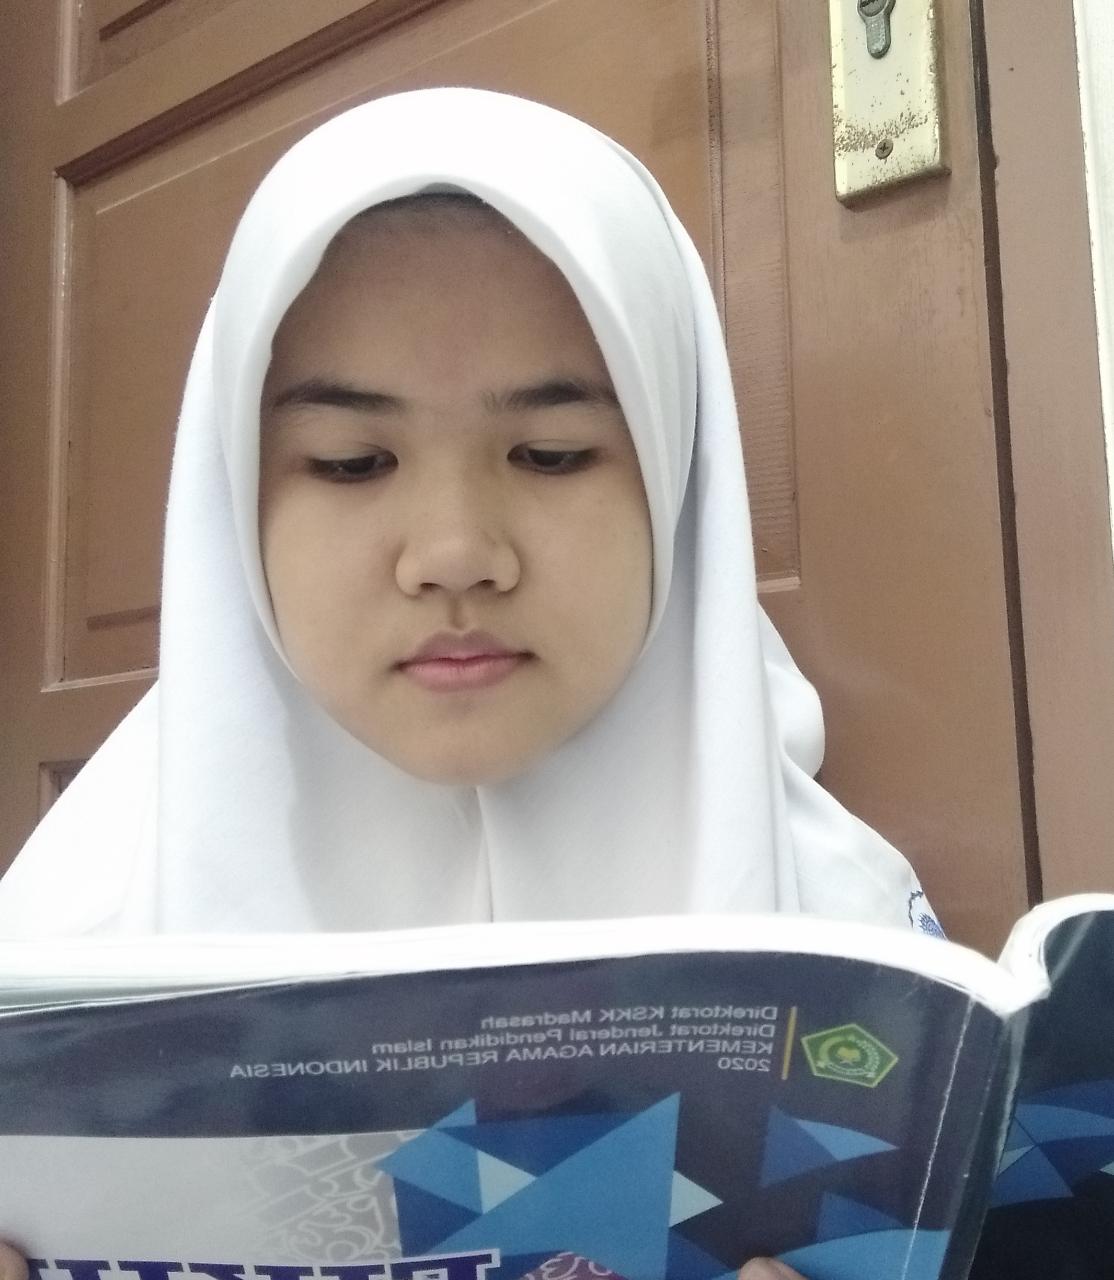 Direktorat KSKK Madrasah
Direktorat Jenderal Pendidikan Islam
KEMENTERIAN AGAMA REPUBLIK INDONESIA
2020